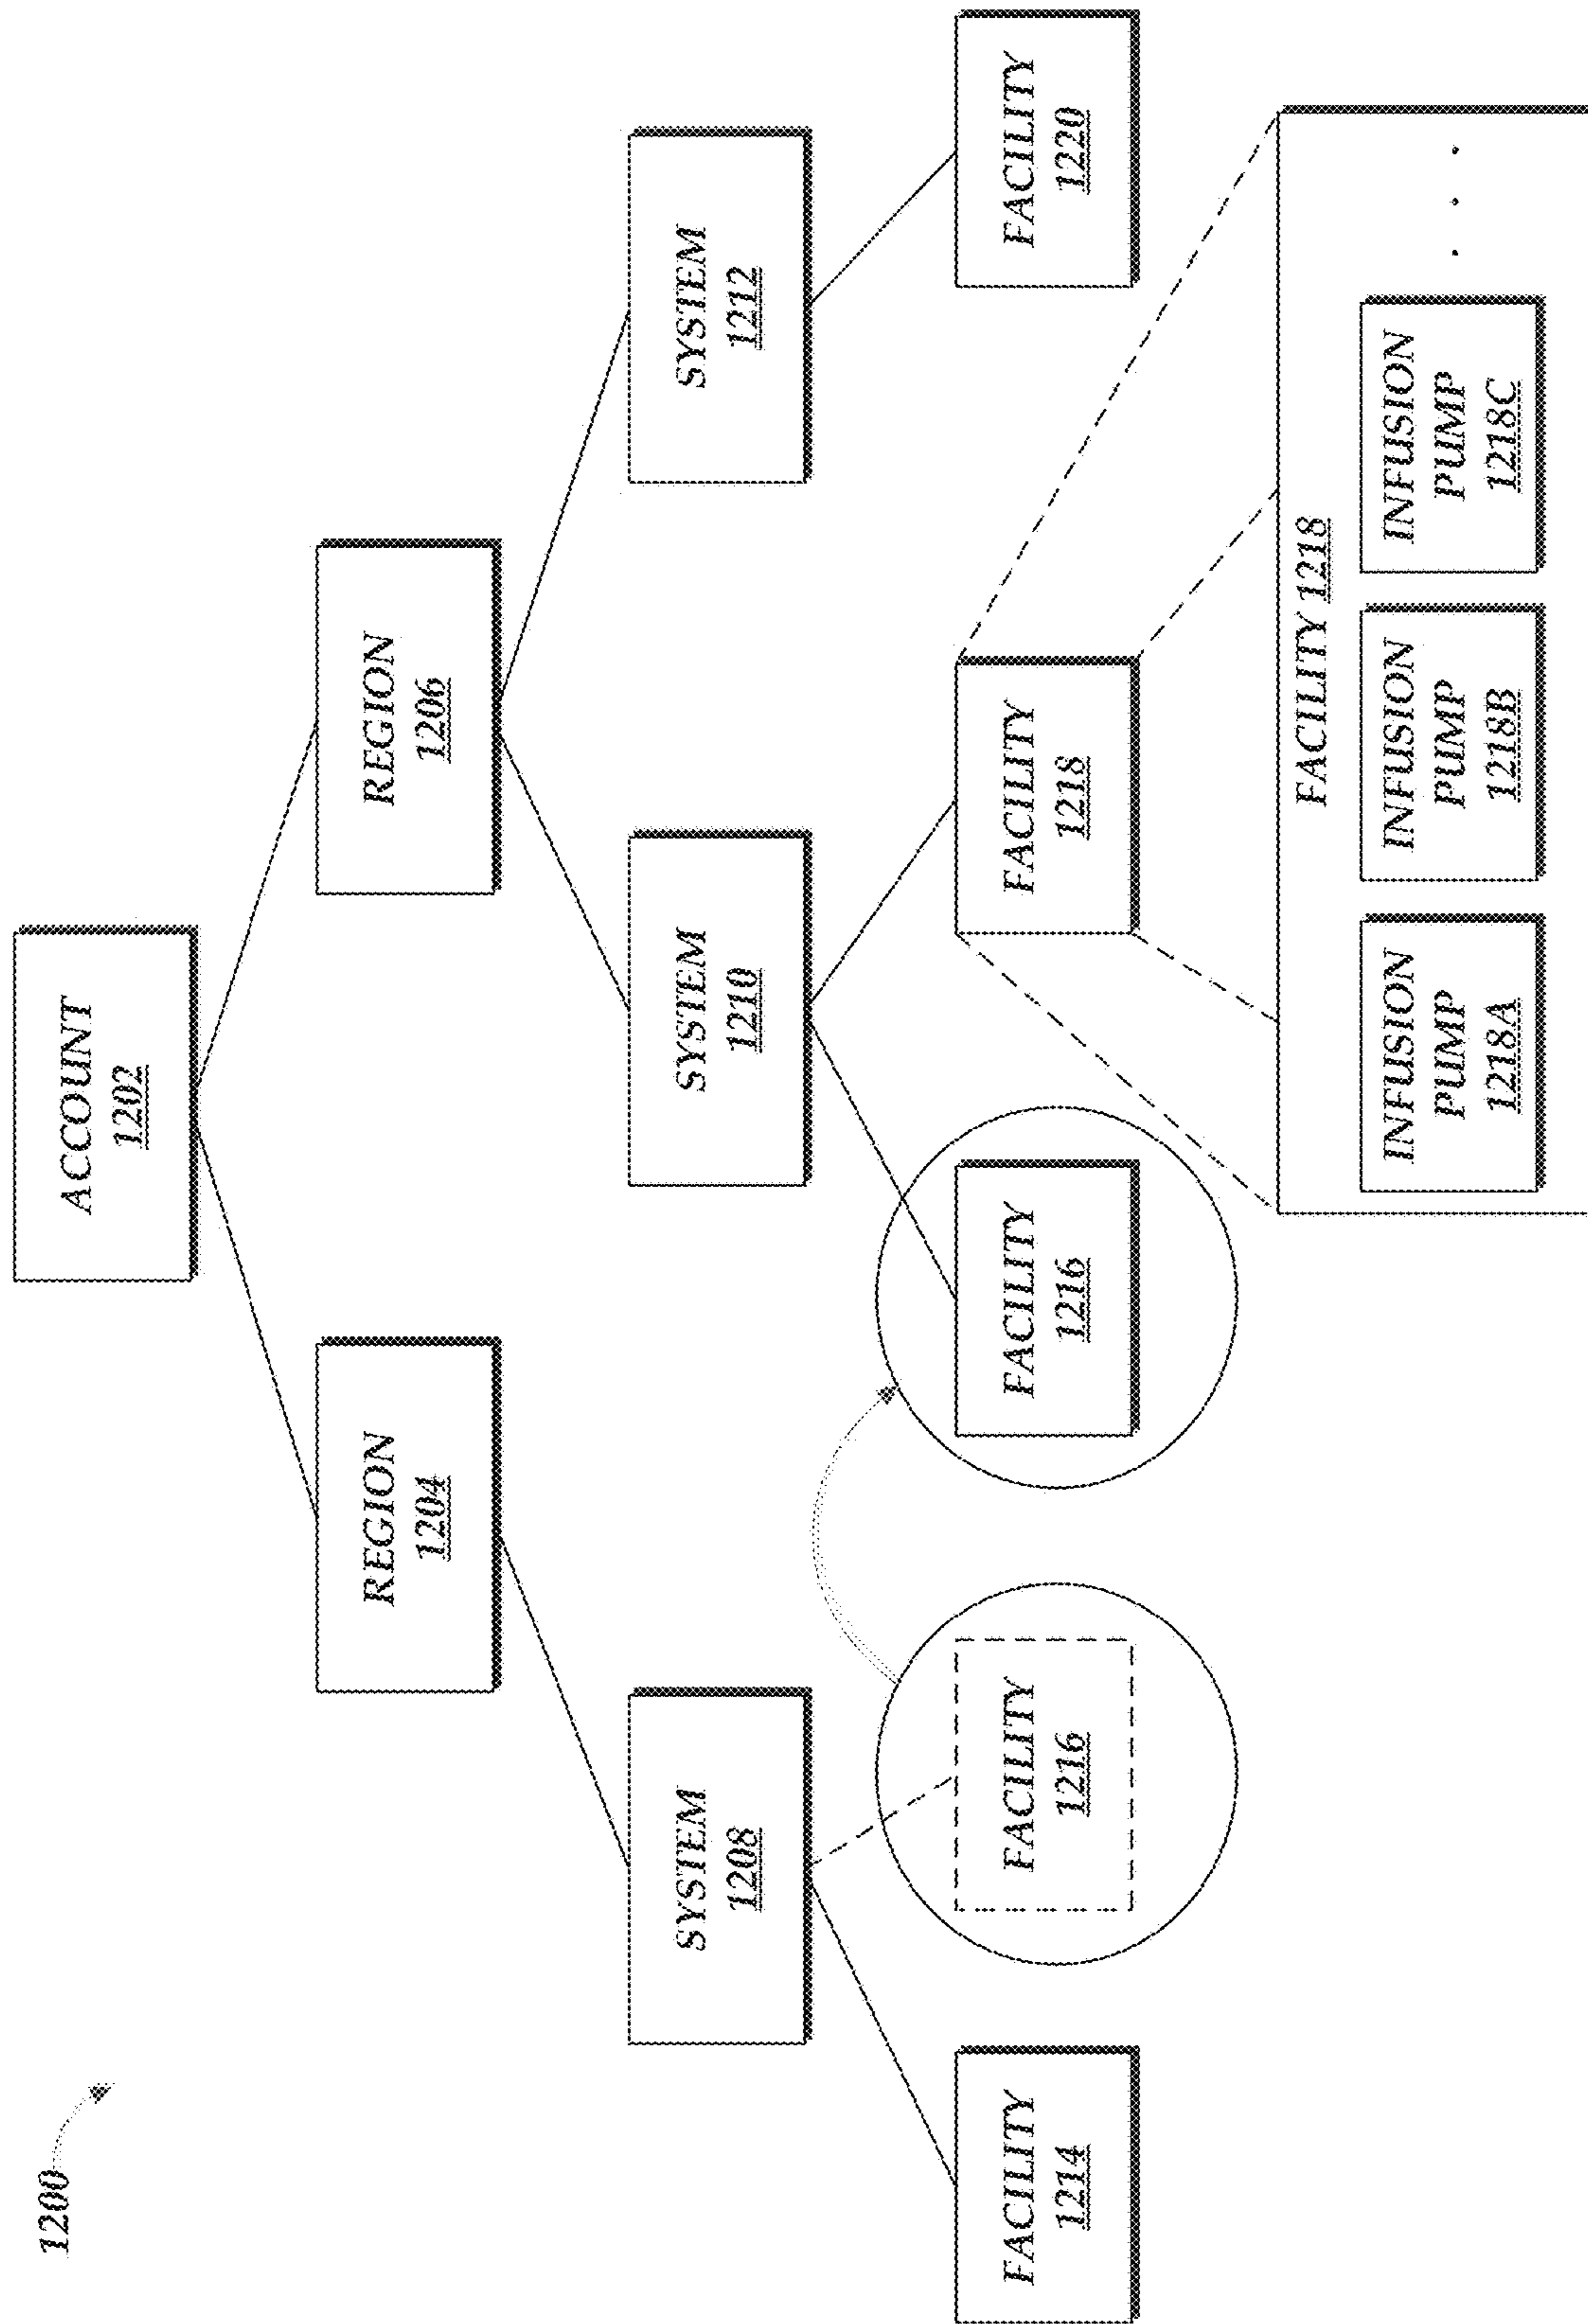 1200
ACCOUNT
1202
REGION
1204
REGION
1206
SYSTEM
1208
SYSTEM
1210
SYSTEM
1212
FACILITY
1214
FACILITY
1216
FACILITY
1216
FACILITY
1218
FACILITY
1220
FACILITY 1218
INFUSION
PUMP
1218A
INFUSION
PUMP
1218B
INFUSION
PUMP
1218C
. . .